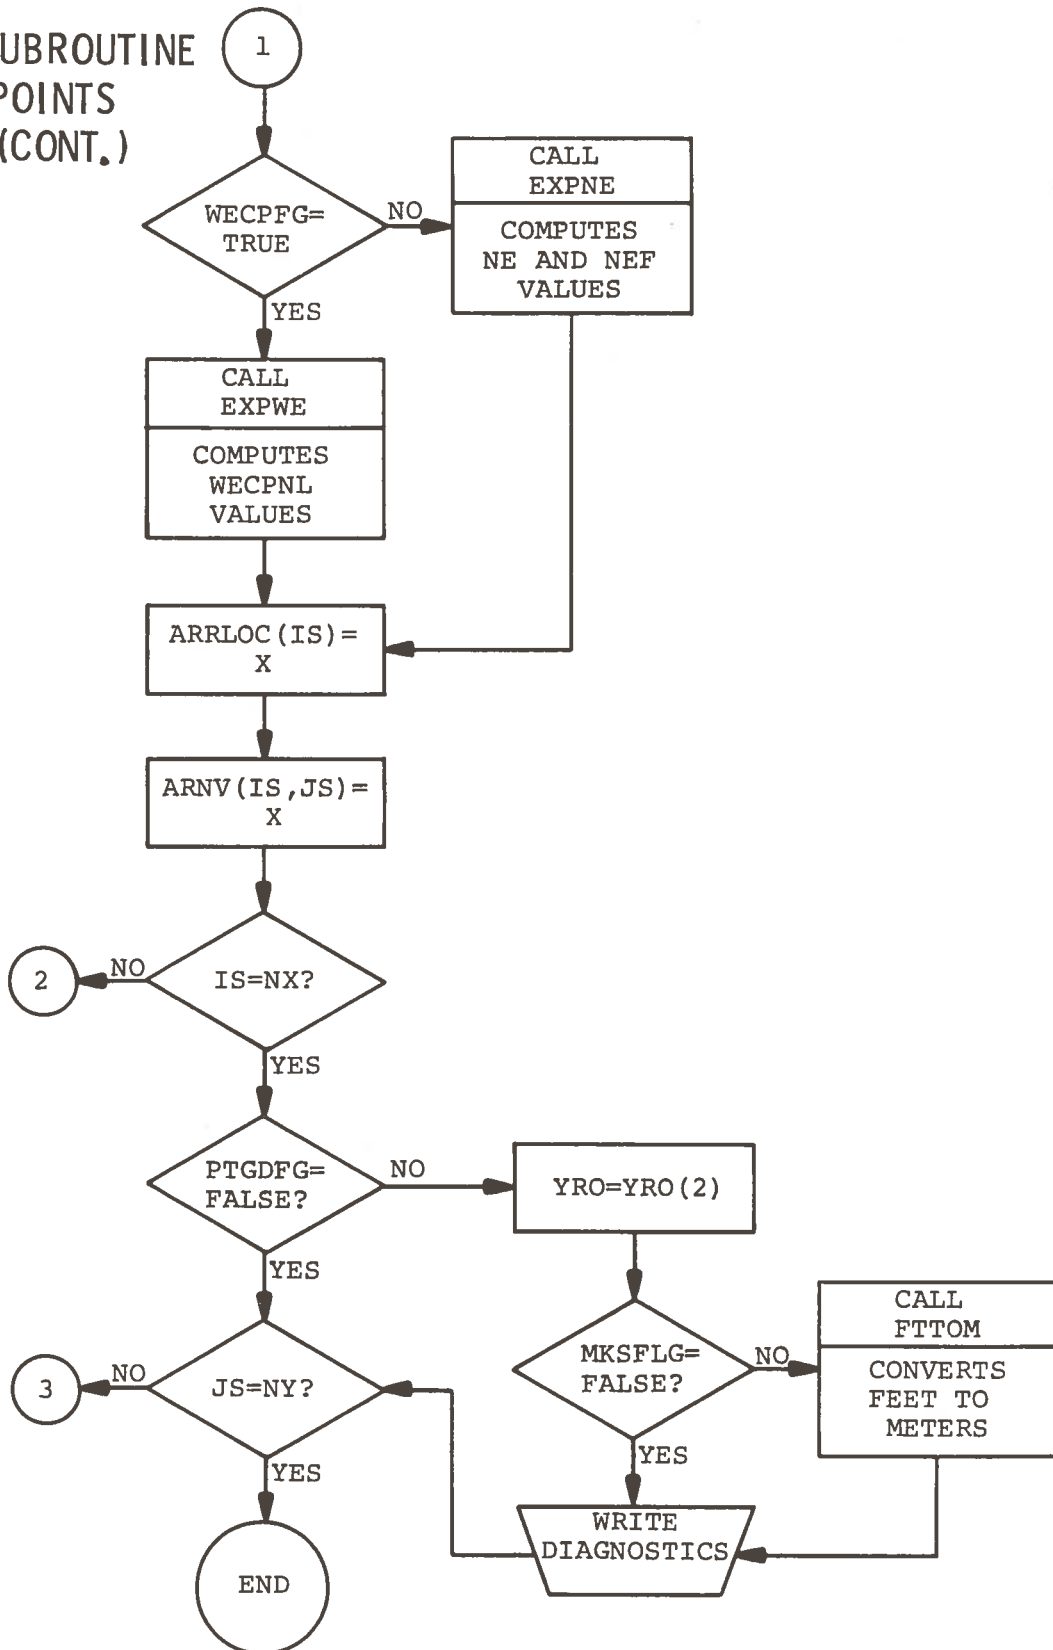 UBROUTINE
POINTS
(CONT.)
1
WECPFG=
TRUE
NO
CALL
EXPNE
COMPUTES
NE AND NEF
VALUES
YES
CALL
EXPWE
COMPUTES
WECPNL
VALUES
ARRLOC(IS)=
X
ARNV(IS,JS)=
X
2
NO
IS=NX?
YES
PTGDFG=
FALSE?
NO
YRO=YRO(2)
YES
MKSFLG=
FALSE?
NO
CALL
FTTOM
CONVERTS
FEET TO
METERS
3
NO
JS=NY?
YES
YES
WRITE
DIAGNOSTICS
END